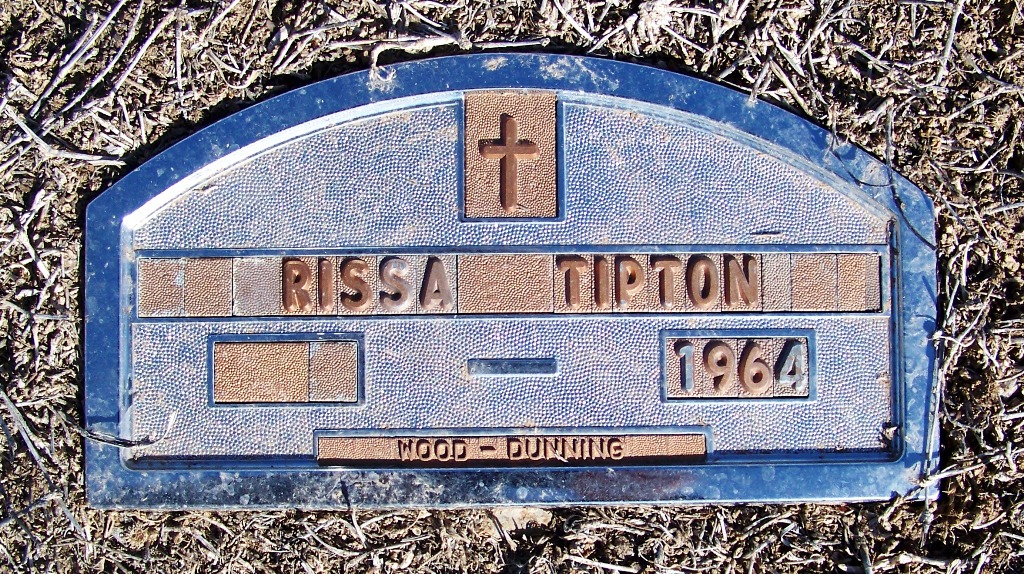 RISSA TIPTON
– 1964
WOOD – DUNNING